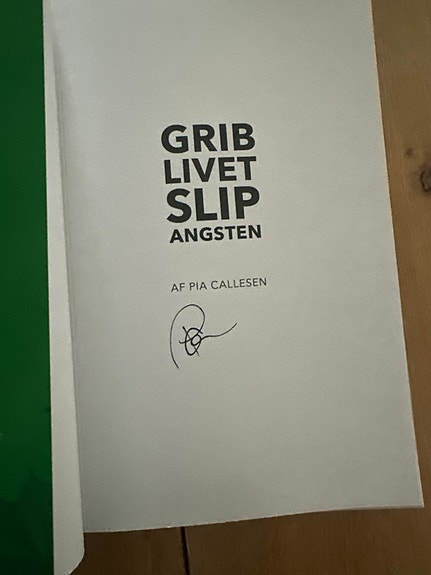 GRIB
LIVET
SLIP
ANGSTEN
AF PIA CALLESEN